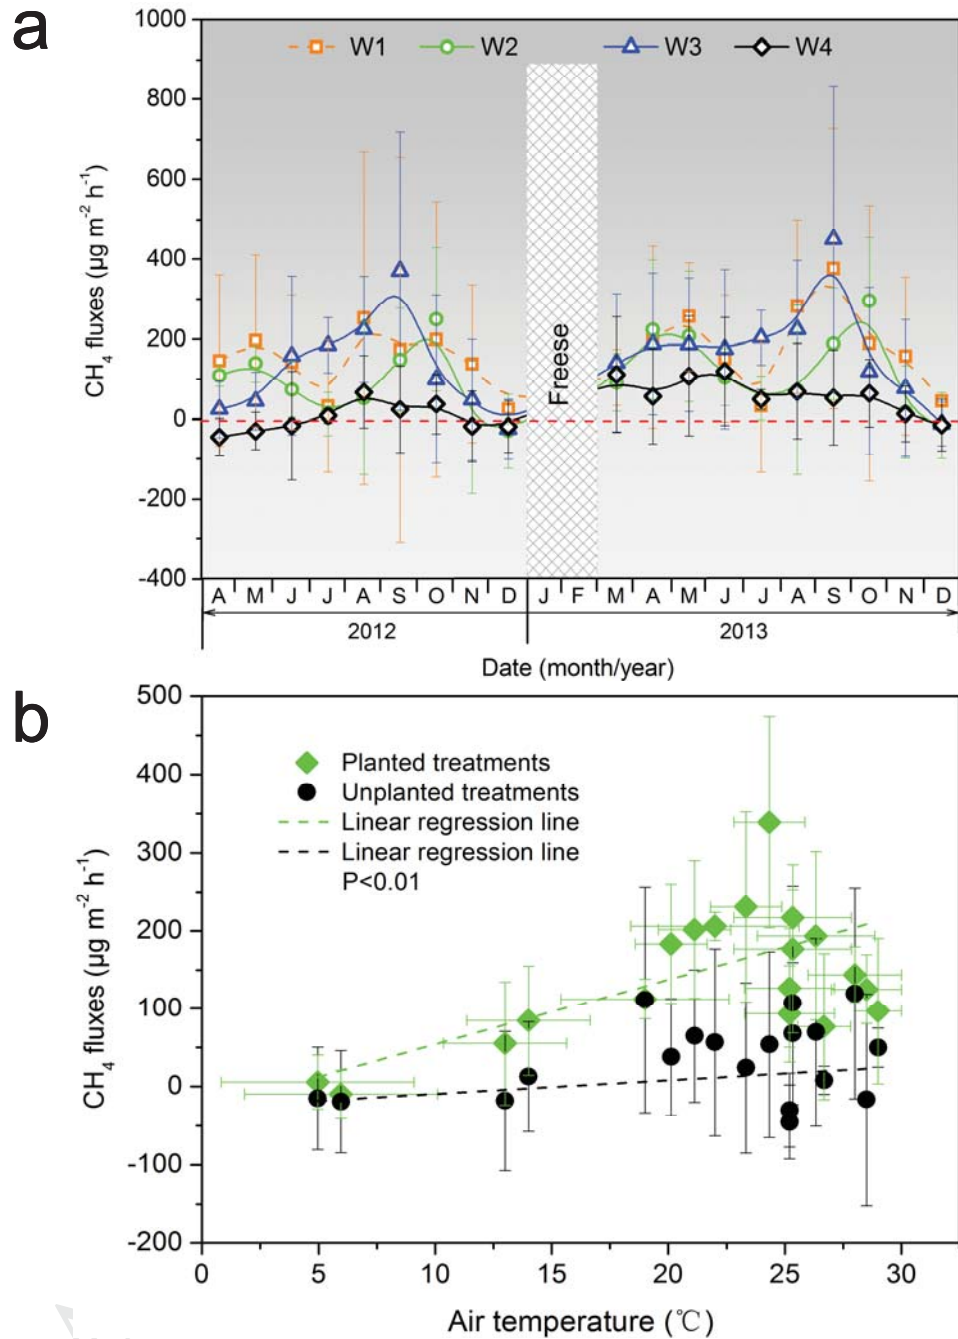 a
1000
800
600
400
200
0
-200
-400
CH4 fluxes (µg m-2 h-1)
W1 W2 W3 W4
Freese
A M J J A S O N D J F M A M J J A S O N D
2012 2013
Date (month/year)
b
500
400
300
200
100
0
-100
-200
CH4 fluxes (µg m-2 h-1)
Planted treatments
Unplanted treatments
Linear regression line
Linear regression line
P<0.01
0 5 10 15 20 25 30
Air temperature (℃)